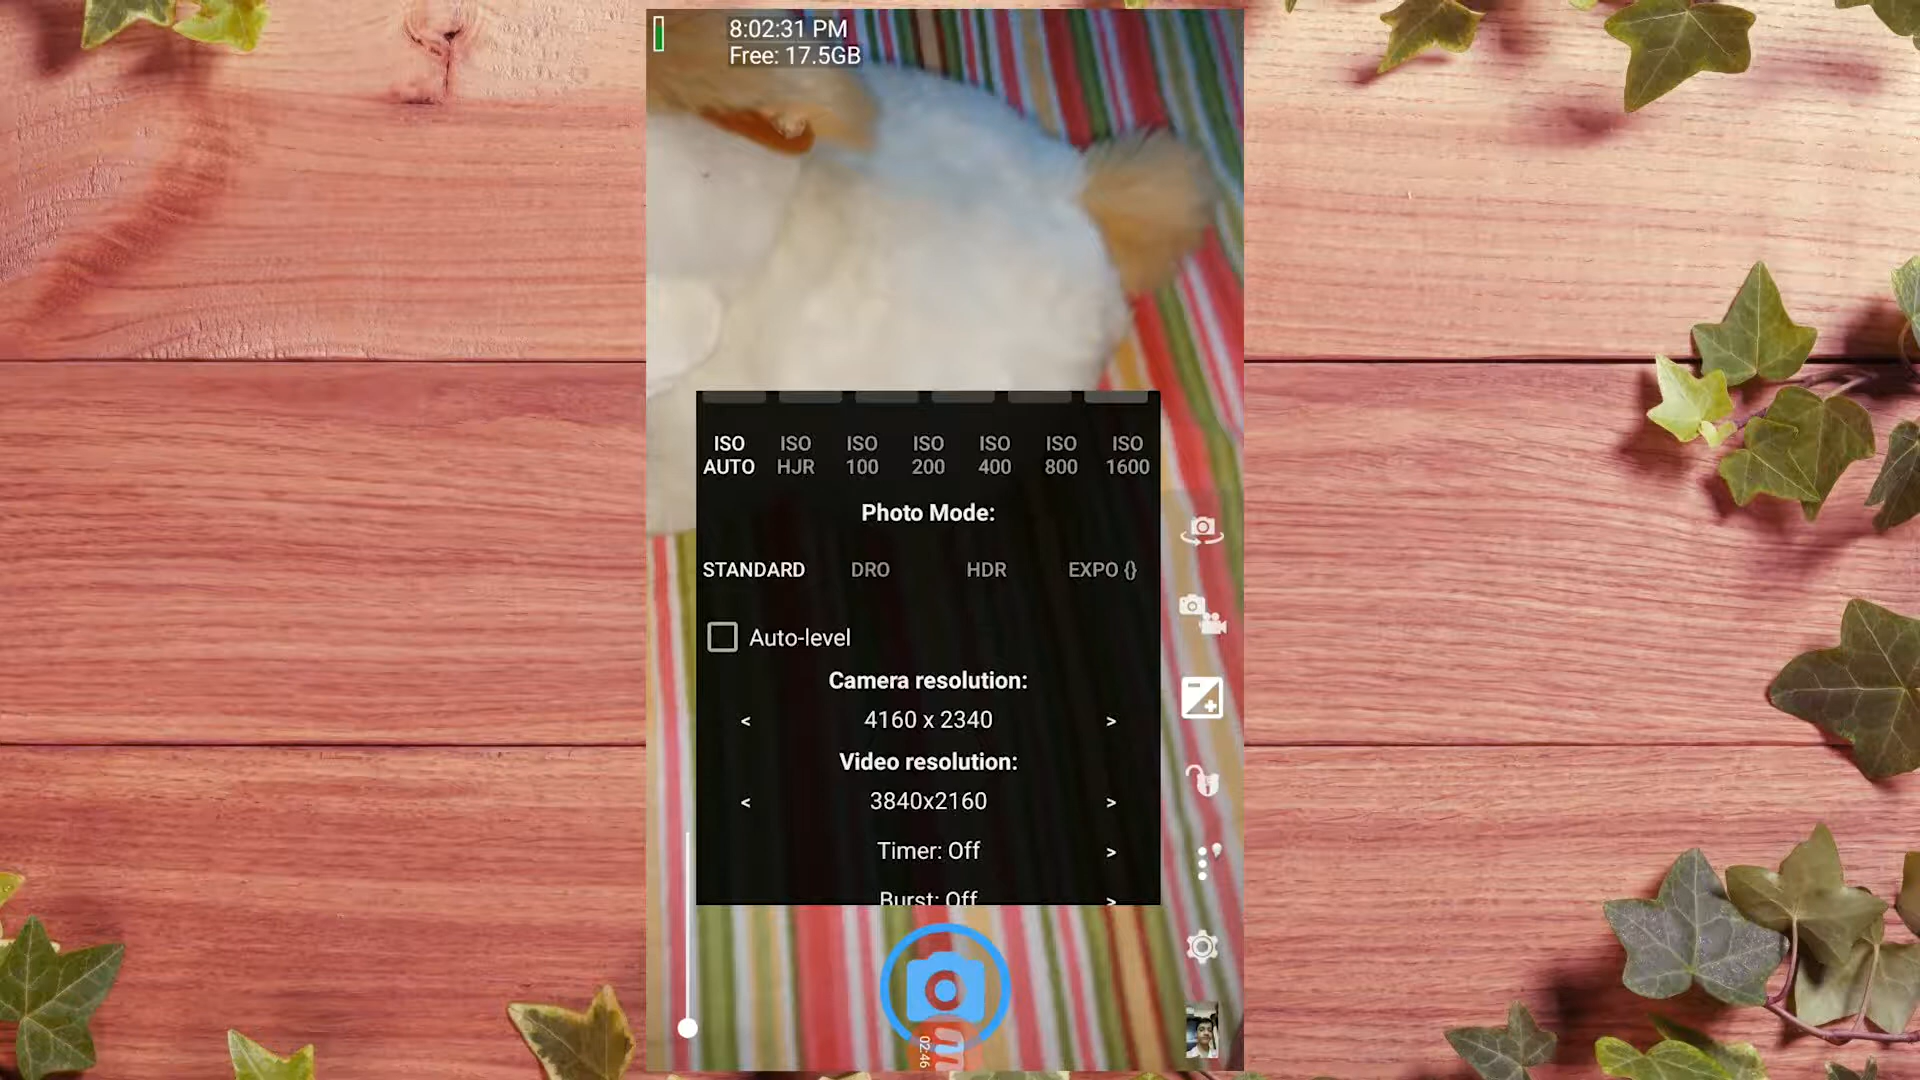 8:02:31 PM
Free: 17.5GB
ISO AUTO ISO HJR ISO 100 ISO 200 ISO 400 ISO 800 ISO 1600
Photo Mode:
STANDARD DRO HDR EXPO {}
Auto-level
Camera resolution:
< 4160 x 2340 >
Video resolution:
< 3840x2160 >
Timer: Off >
Burst: Off >
02:46
m